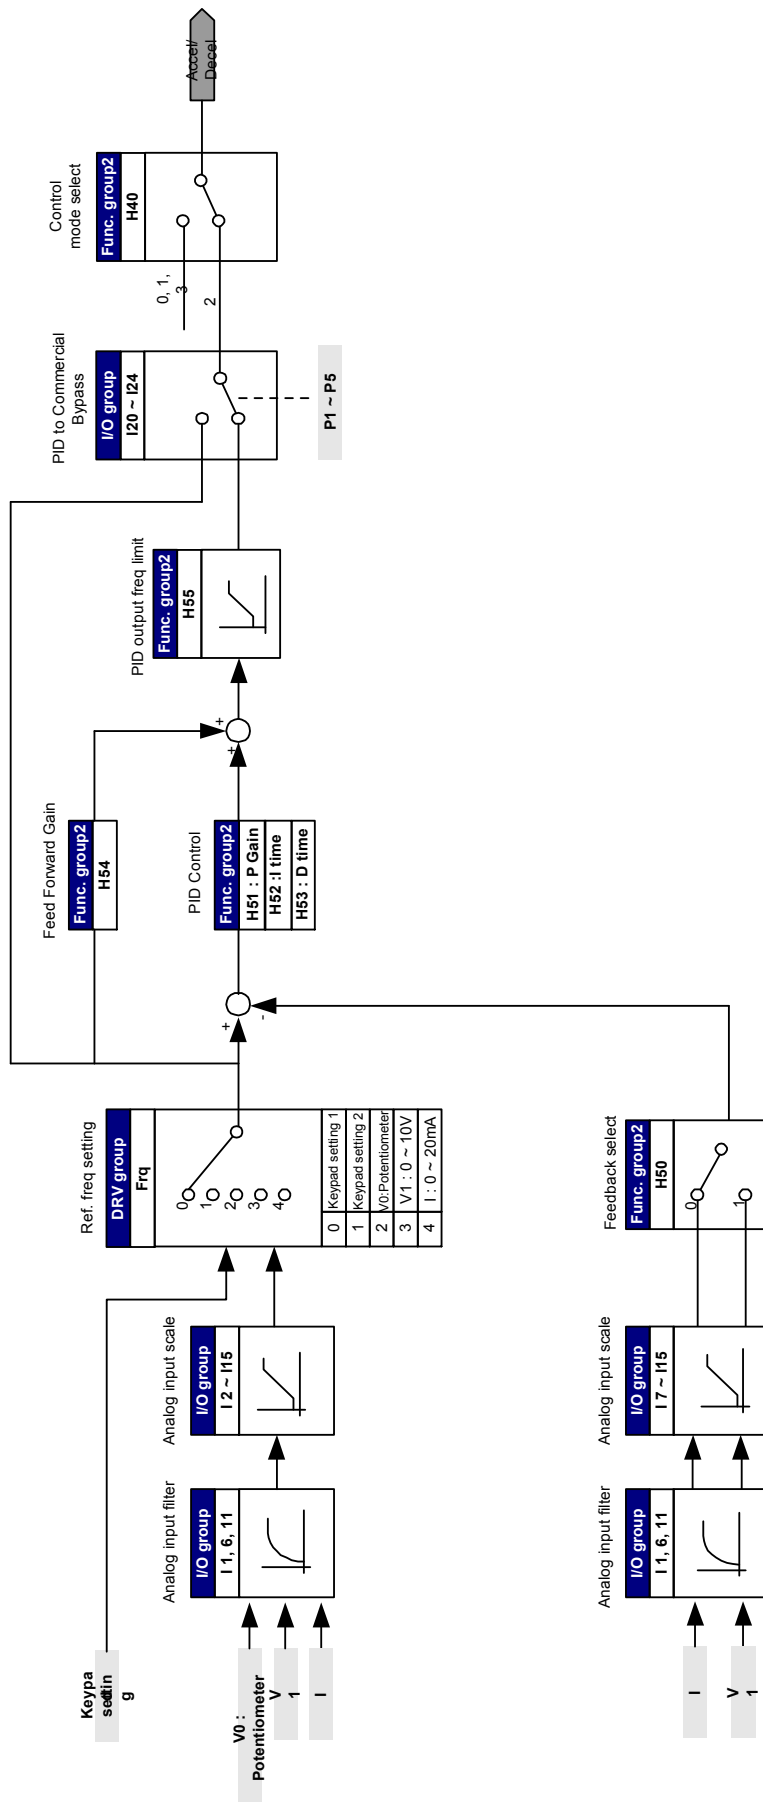 Accel/
Decel
Control
mode select
Func. group2
H40
0, 1,
3
2
PID to Commercial
Bypass
I/O group
I20 ~ I24
P1 ~ P5
PID output freq limit
Func. group2
H55
+
+
Feed Forward Gain
Func. group2
H54
PID Control
Func. group2
H51 : P Gain
H52 :I time
H53 : D time
+
-
Ref. freq setting
DRV group
Frq
0
1
2
3
4
0 Keypad setting 1
1 Keypad setting 2
2 V0:Potentiometer
3 V1 : 0 ~ 10V
4 I : 0 ~ 20mA
Feedback select
Func. group2
H50
0
1
Analog input scale
I/O group
I 2 ~ I15
Analog input scale
I/O group
I 7 ~ I15
Analog input filter
I/O group
I 1, 6, 11
Analog input filter
I/O group
I 1, 6, 11
Keypa
settin
g
V0 :
Potentiometer
V
1
I
I
V
1